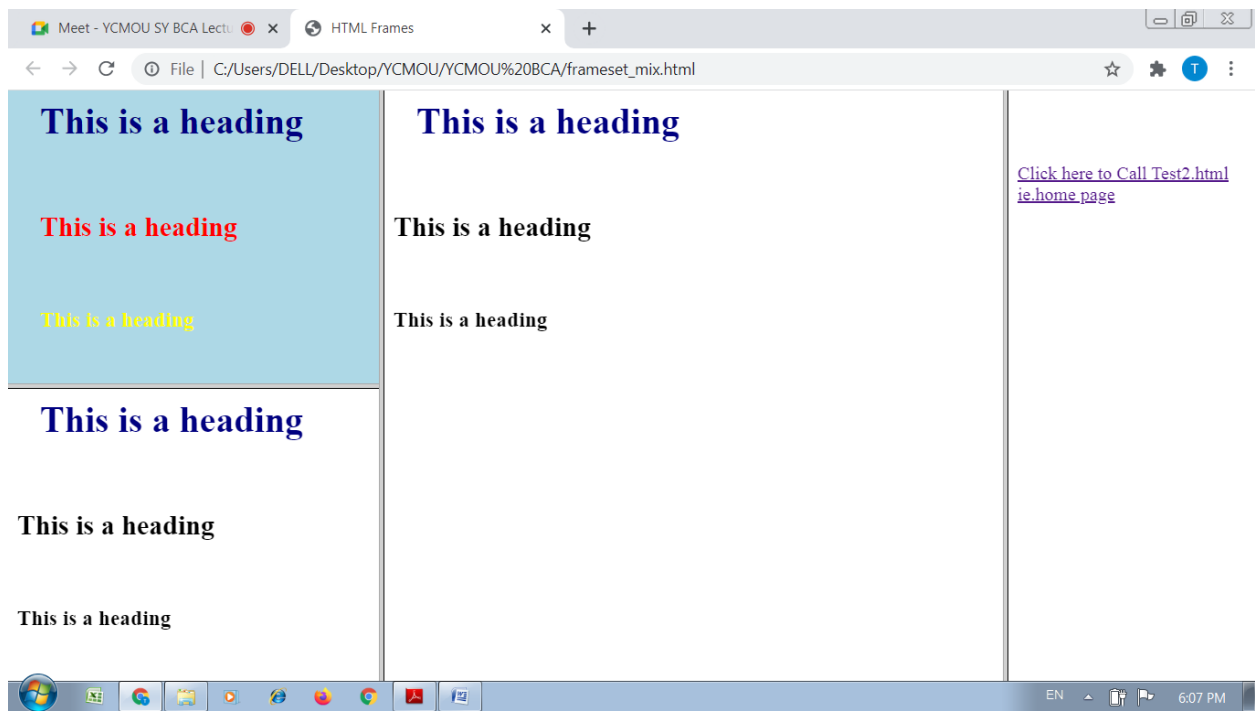 Meet - YCMOU SY BCA Lectu
HTML Frames
File | C:/Users/DELL/Desktop/YCMOU/YCMOU%20BCA/frameset_mix.html
T
This is a heading
This is a heading
This is a heading
This is a heading
This is a heading
This is a heading
This is a heading
This is a heading
This is a heading
Click here to Call Test2.html
ie.home page
EN
6:07 PM